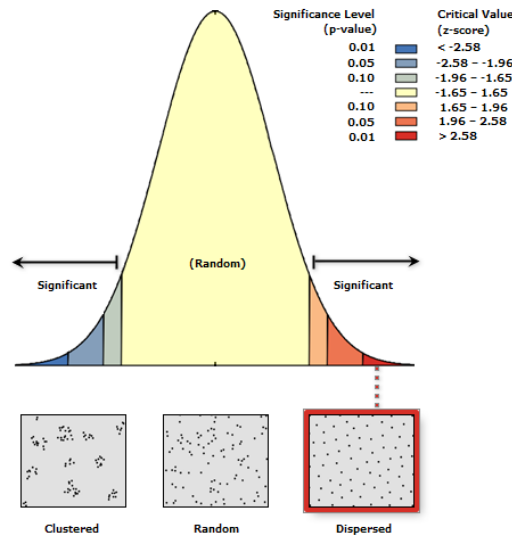 Significance Level
(p-value)
Critical Value
(z-score)
0.01 < -2.58
0.05 -2.58 – -1.96
0.10 -1.96 – -1.65
--- -1.65 – 1.65
0.10 1.65 – 1.96
0.05 1.96 – 2.58
0.01 > 2.58
(Random)
Significant
Significant
Clustered
Random
Dispersed